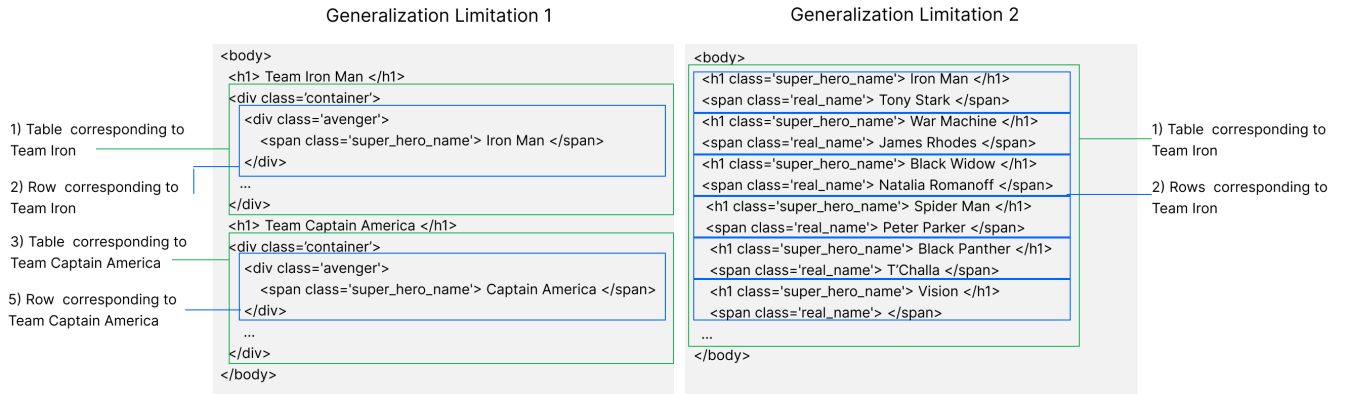 Generalization Limitation 1
<body>
<h1> Team Iron Man </h1>
<div class=‘container’>
<div class='avenger'>
<span class='super_hero_name'> Iron Man </span>
</div>
...
</div>
<h1> Team Captain America </h1>
<div class=‘container’>
<div class='avenger'>
<span class='super_hero_name'> Captain America </span>
</div>
...
</div>
</body>
1) Table corresponding to
Team Iron
2) Row corresponding to
Team Iron
3) Table corresponding to
Team Captain America
5) Row corresponding to
Team Captain America
Generalization Limitation 2
<body>
<h1 class='super_hero_name'> Iron Man </h1>
<span class='real_name'> Tony Stark </span>
<h1 class='super_hero_name'> War Machine </h1>
<span class='real_name'> James Rhodes </span>
<h1 class='super_hero_name'> Black Widow </h1>
<span class='real_name'> Natalia Romanoff </span>
<h1 class='super_hero_name'> Spider Man </h1>
<span class='real_name'> Peter Parker </span>
<h1 class='super_hero_name'> Black Panther </h1>
<span class='real_name'> T’Challa </span>
<h1 class='super_hero_name'> Vision </h1>
<span class='real_name'> </span>
...
</body>
1) Table corresponding to
Team Iron
2) Rows corresponding to
Team Iron